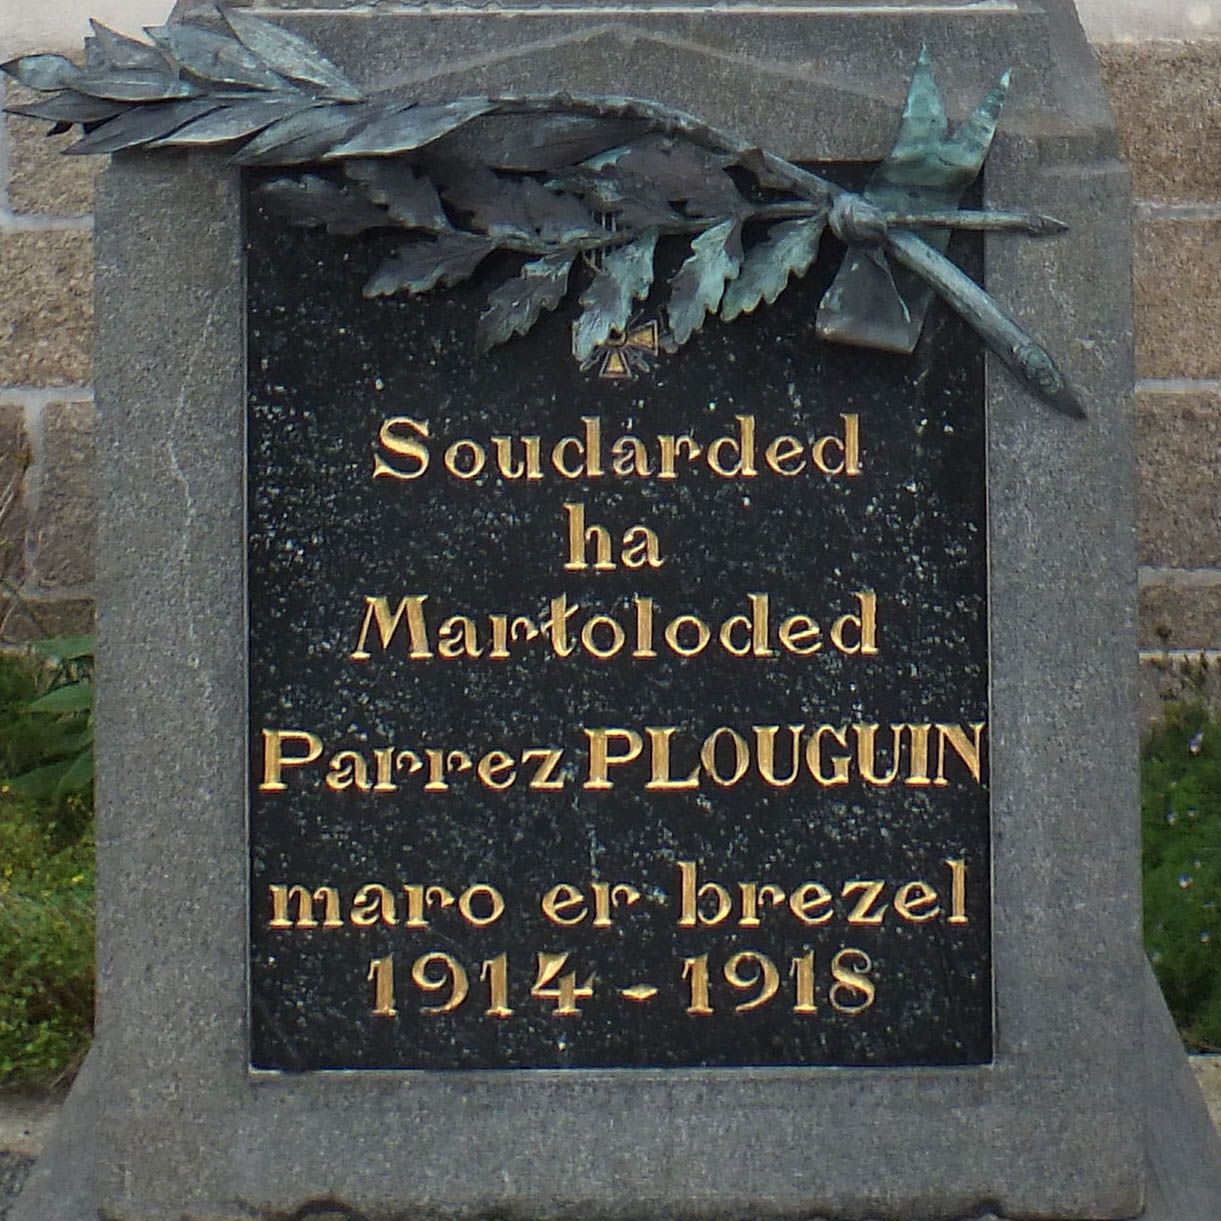 Soudarded
ha
Martoloded
Parrez PLOUGUIN
maro er brezel
1914 - 1918